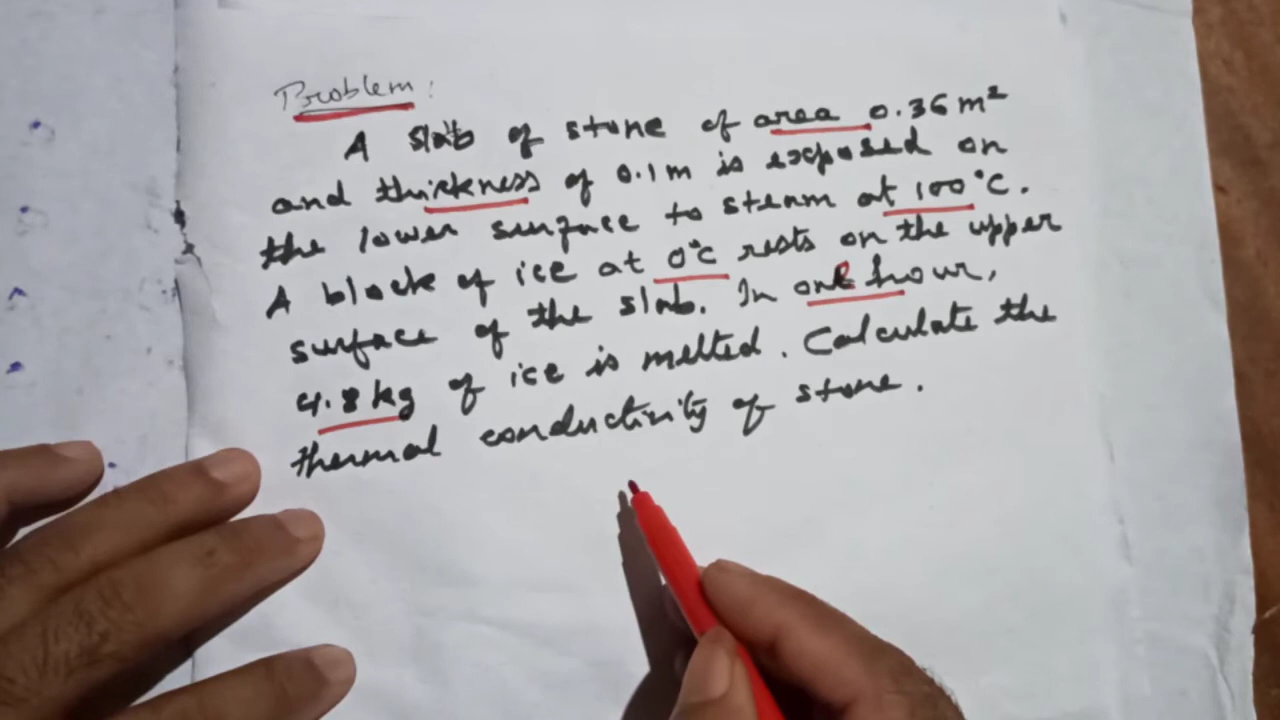 Problem:
A slab of stone of area 0.36 m²
and thickness of 0.1 m is exposed on
the lower surface to steam at 100°C.
A block of ice at 0°C rests on the upper
surface of the slab. In one hour,
4.8 kg of ice is melted. Calculate the
thermal conductivity of stone.